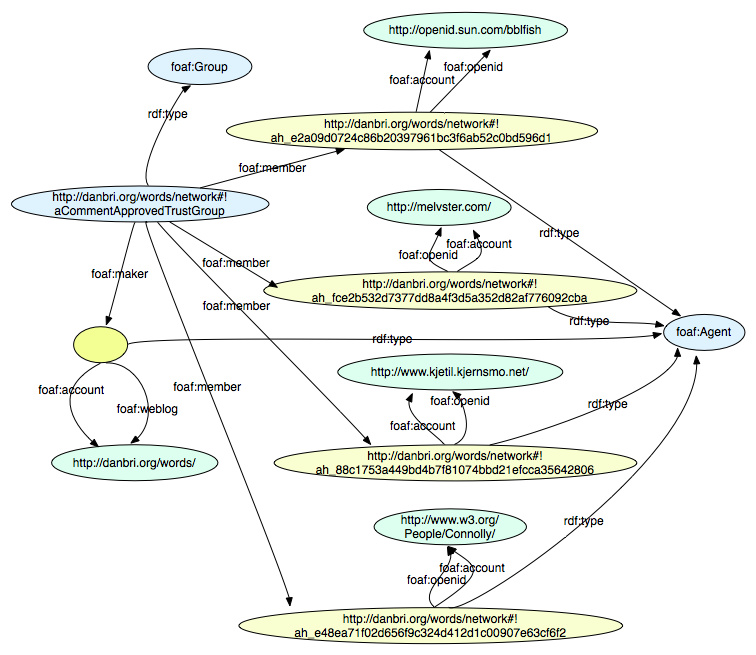 http://openid.sun.com/bblfish
foaf:account
foaf:openid
foaf:Group
rdf:type
http://danbri.org/words/network#!
ah_e2a09d0724c86b20397961bc3f6ab52c0bd596d1
foaf:member
http://danbri.org/words/network#!
aCommentApprovedTrustGroup
http://melvster.com/
rdf:type
foaf:openid
foaf:account
foaf:maker
foaf:member
http://danbri.org/words/network#!
ah_fce2b532d7377dd8a4f3d5a352d82af776092cba
foaf:member
rdf:type
foaf:Agent
rdf:type
http://www.kjetil.kjernsmo.net/
foaf:account
foaf:weblog
foaf:member
foaf:openid
foaf:account
rdf:type
http://danbri.org/words/
http://danbri.org/words/network#!
ah_88c1753a449bd4b7f81074bbd21efcca35642806
http://www.w3.org/
People/Connolly/
rdf:type
foaf:account
foaf:openid
http://danbri.org/words/network#!
ah_e48ea71f02d656f9c324d412d1c00907e63cf6f2